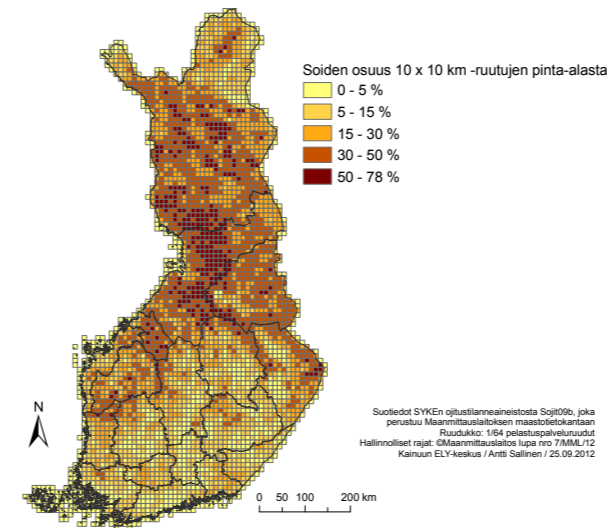 Soiden osuus 10 x 10 km -ruutujen pinta-alasta
0 - 5 %
5 - 15 %
15 - 30 %
30 - 50 %
50 - 78 %
N
Suotiedot SYKEn ojitustilanneaineistosta Sojit09b, joka
perustuu Maanmittauslaitoksen maastotietokantaan
Ruudukko: 1/64 pelastuspalveluruudut
Hallinnolliset rajat: ©Maanmittauslaitos lupa nro 7/MML/12
Kainuun ELY-keskus / Antti Sallinen / 25.09.2012
0 50 100 200 km